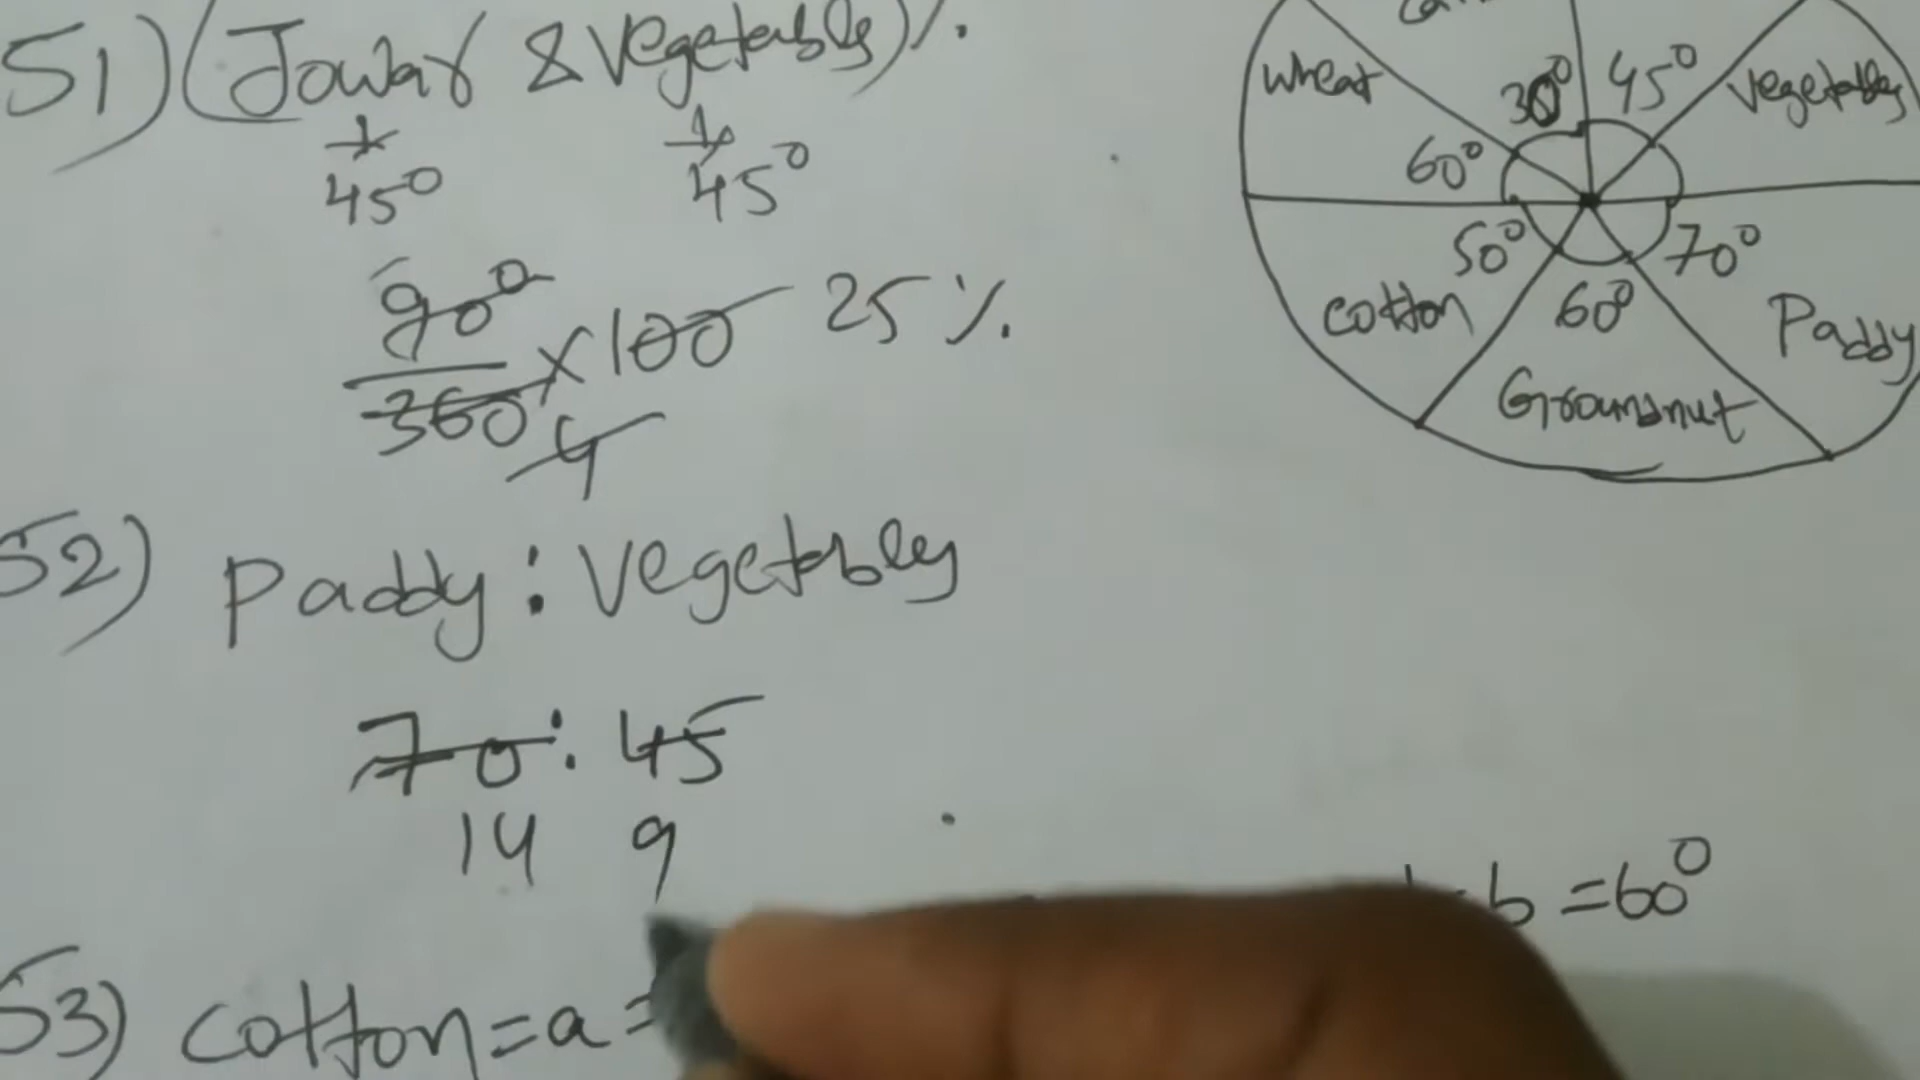 51) (Jowar & vegetables) %.
45° 45°
90°
360 × 100 25 %.
4
52) Paddy : Vegetables
70 : 45
14 9
53) cotton = a =
b = 60°
wheat 30° 45° vegetables
60°
50° 70°
cotton 60° Paddy
Groundnut